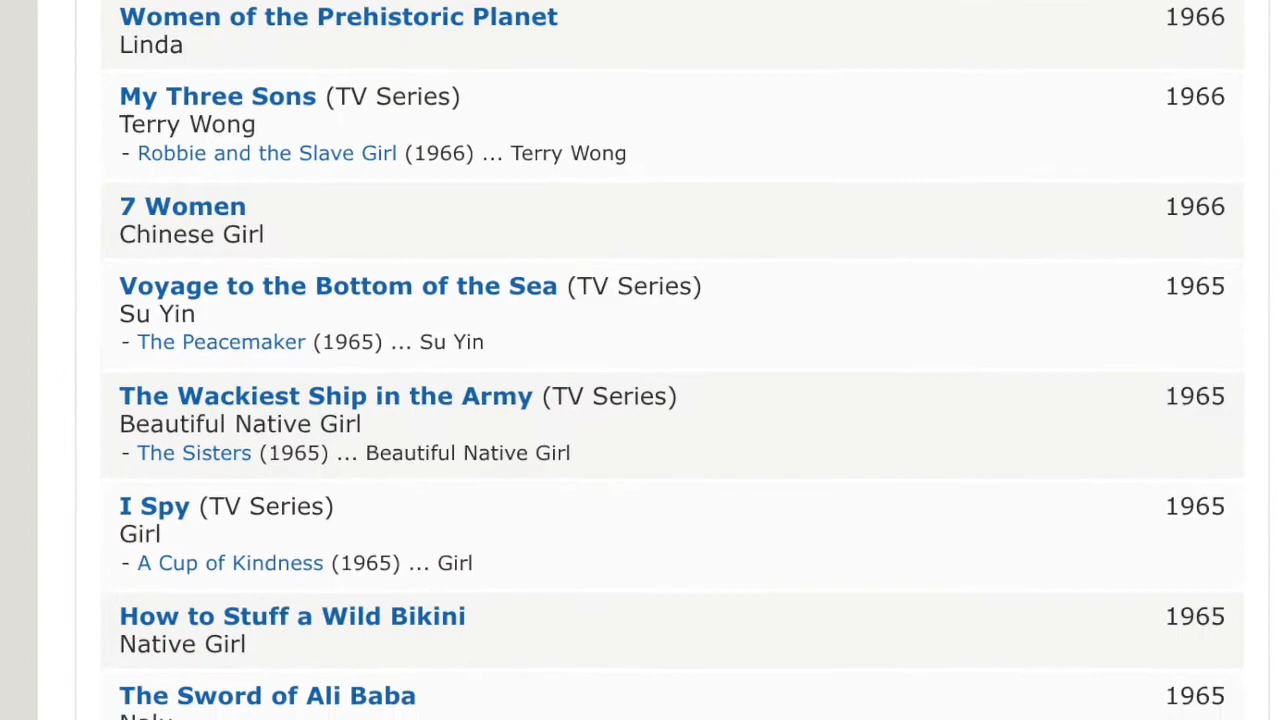 Women of the Prehistoric Planet 1966
Linda
My Three Sons (TV Series) 1966
Terry Wong
- Robbie and the Slave Girl (1966) ... Terry Wong
7 Women 1966
Chinese Girl
Voyage to the Bottom of the Sea (TV Series) 1965
Su Yin
- The Peacemaker (1965) ... Su Yin
The Wackiest Ship in the Army (TV Series) 1965
Beautiful Native Girl
- The Sisters (1965) ... Beautiful Native Girl
I Spy (TV Series) 1965
Girl
- A Cup of Kindness (1965) ... Girl
How to Stuff a Wild Bikini 1965
Native Girl
The Sword of Ali Baba 1965